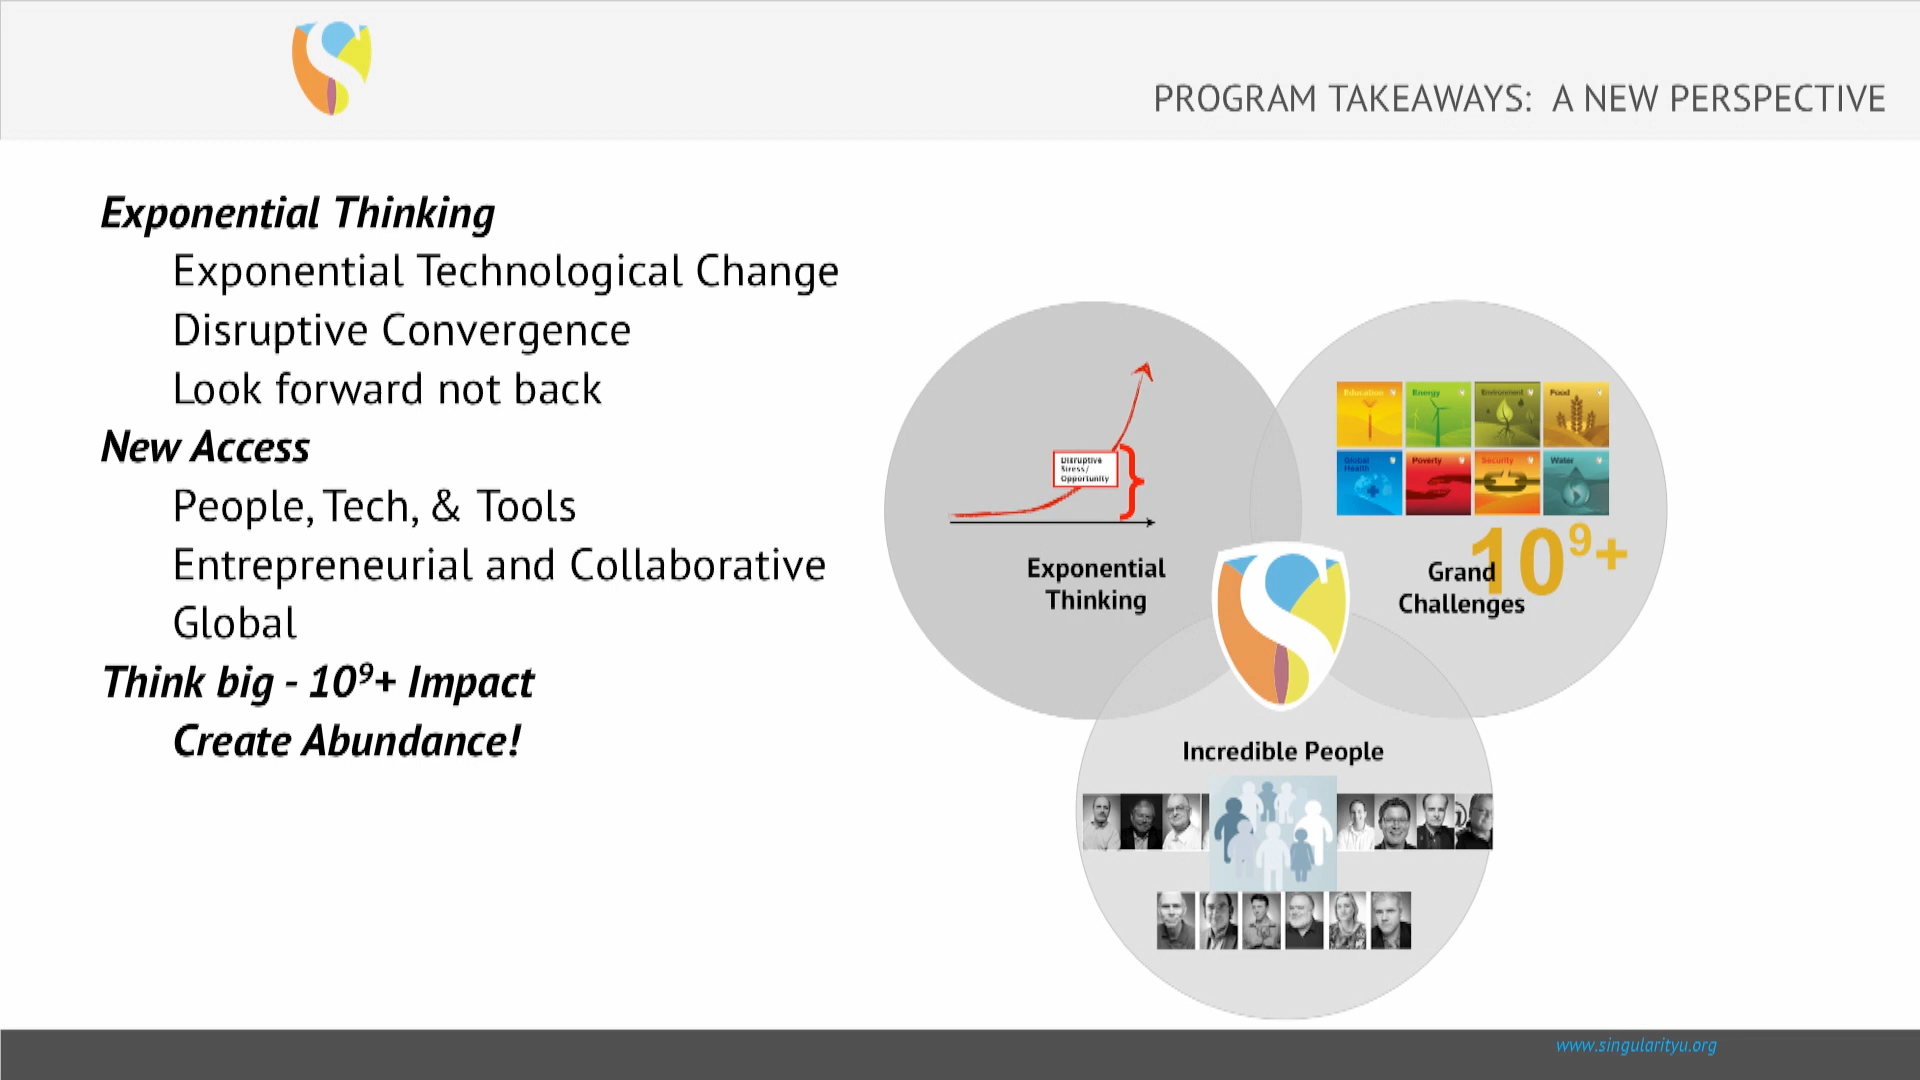 PROGRAM TAKEAWAYS: A NEW PERSPECTIVE
Exponential Thinking
Exponential Technological Change
Disruptive Convergence
Look forward not back
New Access
People, Tech, & Tools
Entrepreneurial and Collaborative
Global
Think big - 10⁹+ Impact
Create Abundance!
Disruptive
Stress/
Opportunity
Exponential
Thinking
Education
Energy
Environment
Food
Global
Health
Poverty
Security
Water
10⁹+
Grand
Challenges
S
Incredible People
www.singularityu.org